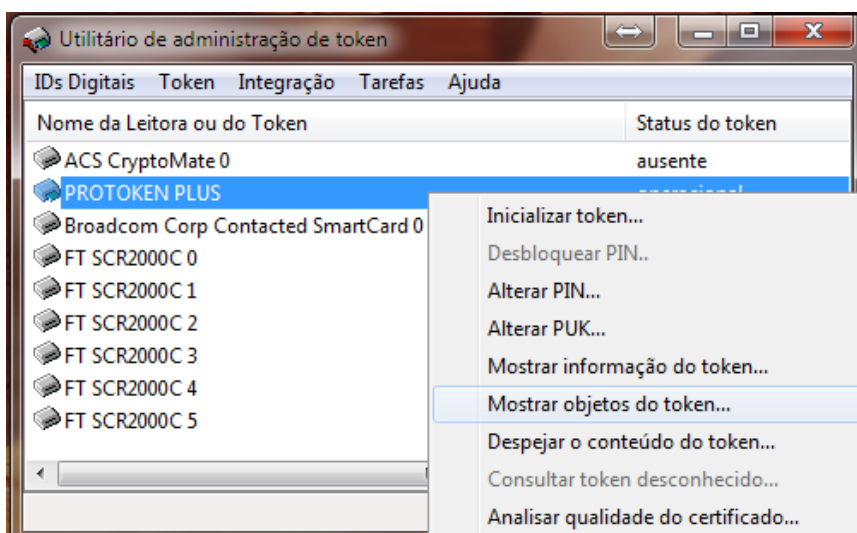 Utilitário de administração de token
IDs Digitais Token Integração Tarefas Ajuda
Nome da Leitora ou do Token Status do token
ACS CryptoMate 0 ausente
PROTOKEN PLUS operacional
Broadcom Corp Contacted SmartCard 0
FT SCR2000C 0
FT SCR2000C 1
FT SCR2000C 2
FT SCR2000C 3
FT SCR2000C 4
FT SCR2000C 5
Inicializar token...
Desbloquear PIN..
Alterar PIN...
Alterar PUK...
Mostrar informação do token...
Mostrar objetos do token...
Despejar o conteúdo do token...
Consultar token desconhecido...
Analisar qualidade do certificado...